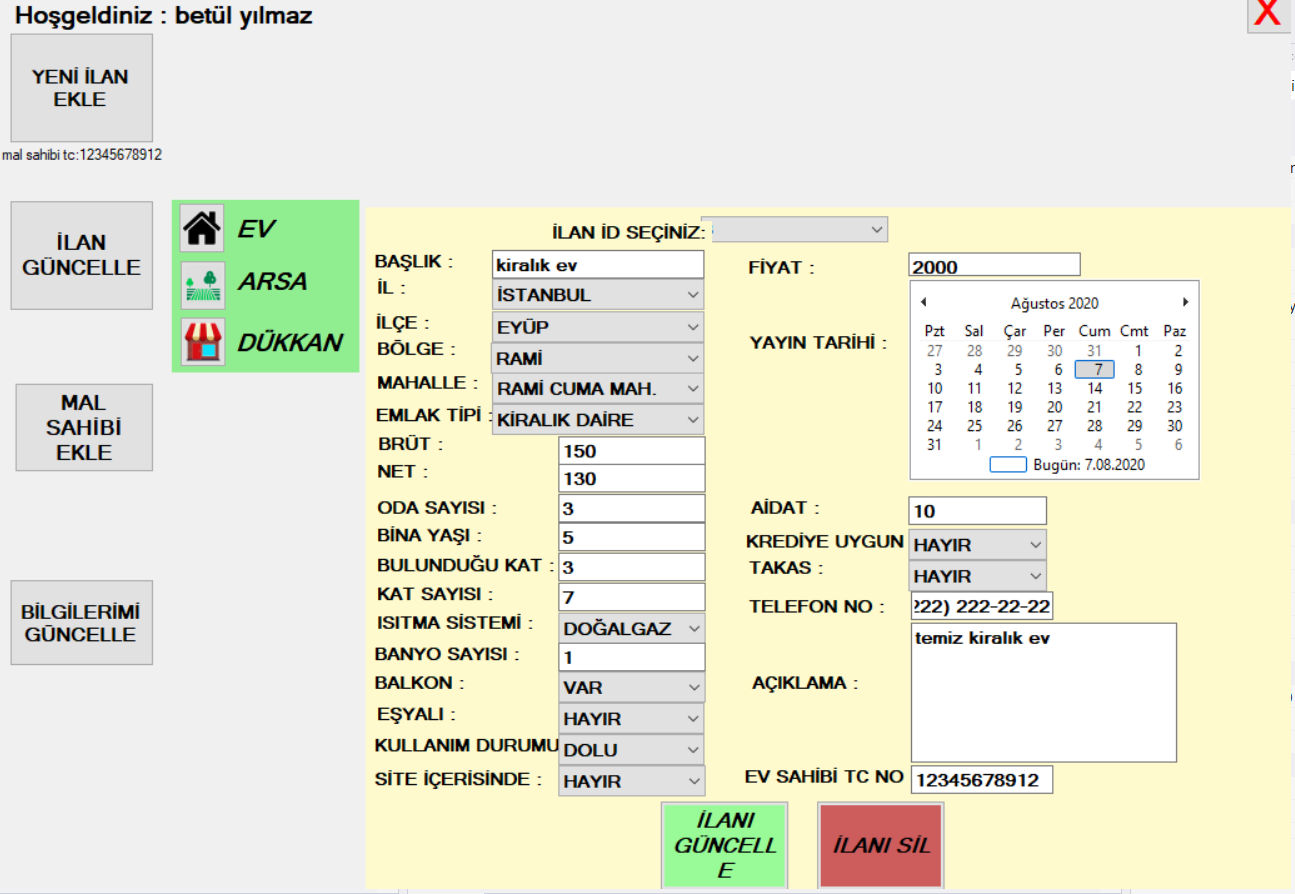 Hoşgeldiniz : betül yılmaz
X
YENİ İLAN
EKLE
mal sahibi tc:12345678912
İLAN
GÜNCELLE
MAL
SAHİBİ
EKLE
BİLGİLERİMİ
GÜNCELLE
EV
ARSA
DÜKKAN
İLAN İD SEÇİNİZ:
BAŞLIK : kiralık ev
İL : İSTANBUL
İLÇE : EYÜP
BÖLGE : RAMİ
MAHALLE : RAMİ CUMA MAH.
EMLAK TİPİ : KİRALIK DAİRE
BRÜT : 150
NET : 130
ODA SAYISI : 3
BİNA YAŞI : 5
BULUNDUĞU KAT : 3
KAT SAYISI : 7
ISITMA SİSTEMİ : DOĞALGAZ
BANYO SAYISI : 1
BALKON : VAR
EŞYALI : HAYIR
KULLANIM DURUMU DOLU
SİTE İÇERİSİNDE : HAYIR
FİYAT : 2000
YAYIN TARİHİ :
Ağustos 2020
Pzt Sal Çar Per Cum Cmt Paz
27 28 29 30 31 1 2
3 4 5 6 7 8 9
10 11 12 13 14 15 16
17 18 19 20 21 22 23
24 25 26 27 28 29 30
31 1 2 3 4 5 6
Bugün: 7.08.2020
AİDAT : 10
KREDİYE UYGUN HAYIR
TAKAS : HAYIR
TELEFON NO : 222) 222-22-22
AÇIKLAMA : temiz kiralık ev
EV SAHİBİ TC NO 12345678912
İLANI
GÜNCELL
E
İLANI SİL